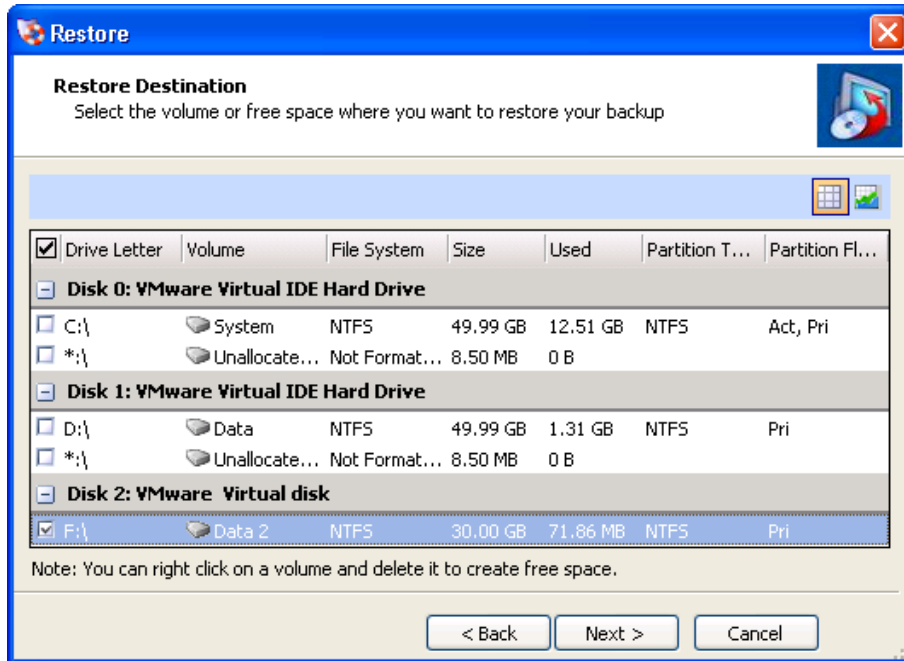 Restore
Restore Destination
Select the volume or free space where you want to restore your backup
Drive Letter Volume File System Size Used Partition T... Partition Fl...
Disk 0: VMware Virtual IDE Hard Drive
C:\ System NTFS 49.99 GB 12.51 GB NTFS Act, Pri
*:\ Unallocate... Not Format... 8.50 MB 0 B
Disk 1: VMware Virtual IDE Hard Drive
D:\ Data NTFS 49.99 GB 1.31 GB NTFS Pri
*:\ Unallocate... Not Format... 8.50 MB 0 B
Disk 2: VMware Virtual disk
F:\ Data 2 NTFS 30.00 GB 71.86 MB NTFS Pri
Note: You can right click on a volume and delete it to create free space.
< Back Next > Cancel